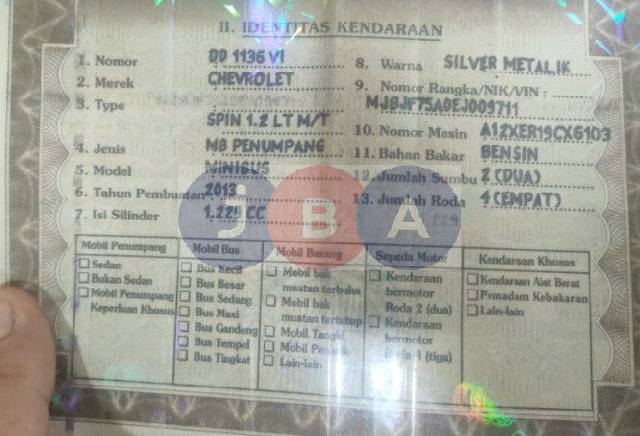 II. IDENTITAS KENDARAAN
1. Nomor DD 1136 VI
2. Merek CHEVROLET
3. Type
SPIN 1.2 LT M/T
4. Jenis MB PENUMPANG
5. Model MINIBUS
6. Tahun Pembuatan 2013
7. Isi Silinder 1.229 CC
8. Warna SILVER METALIK
9. Nomor Rangka/NIK/VIN :
MJBJF75A0EJ009711
10. Nomor Mesin A12XER19CX6103
11. Bahan Bakar BENSIN
12. Jumlah Sumbu 2 (DUA)
13. Jumlah Roda 4 (EMPAT)
JBA
Mobil Penumpang
Sedan
Bukan Sedan
Mobil Penumpang
Keperluan Khusus
Mobil Bus
Bus Kecil
Bus Besar
Bus Sedang
Bus Maxi
Bus Gandeng
Bus Tempel
Bus Tingkat
Mobil Barang
Mobil bak
muatan terbuka
Mobil bak
muatan tertutup
Mobil Tangki
Mobil Penarik
Lain-lain
Sepeda Motor
Kendaraan
bermotor
Roda 2 (dua)
Kendaraan
bermotor
Roda 3 (tiga)
Kendaraan Khusus
Kendaraan Alat Berat
Pemadam Kebakaran
Lain-lain